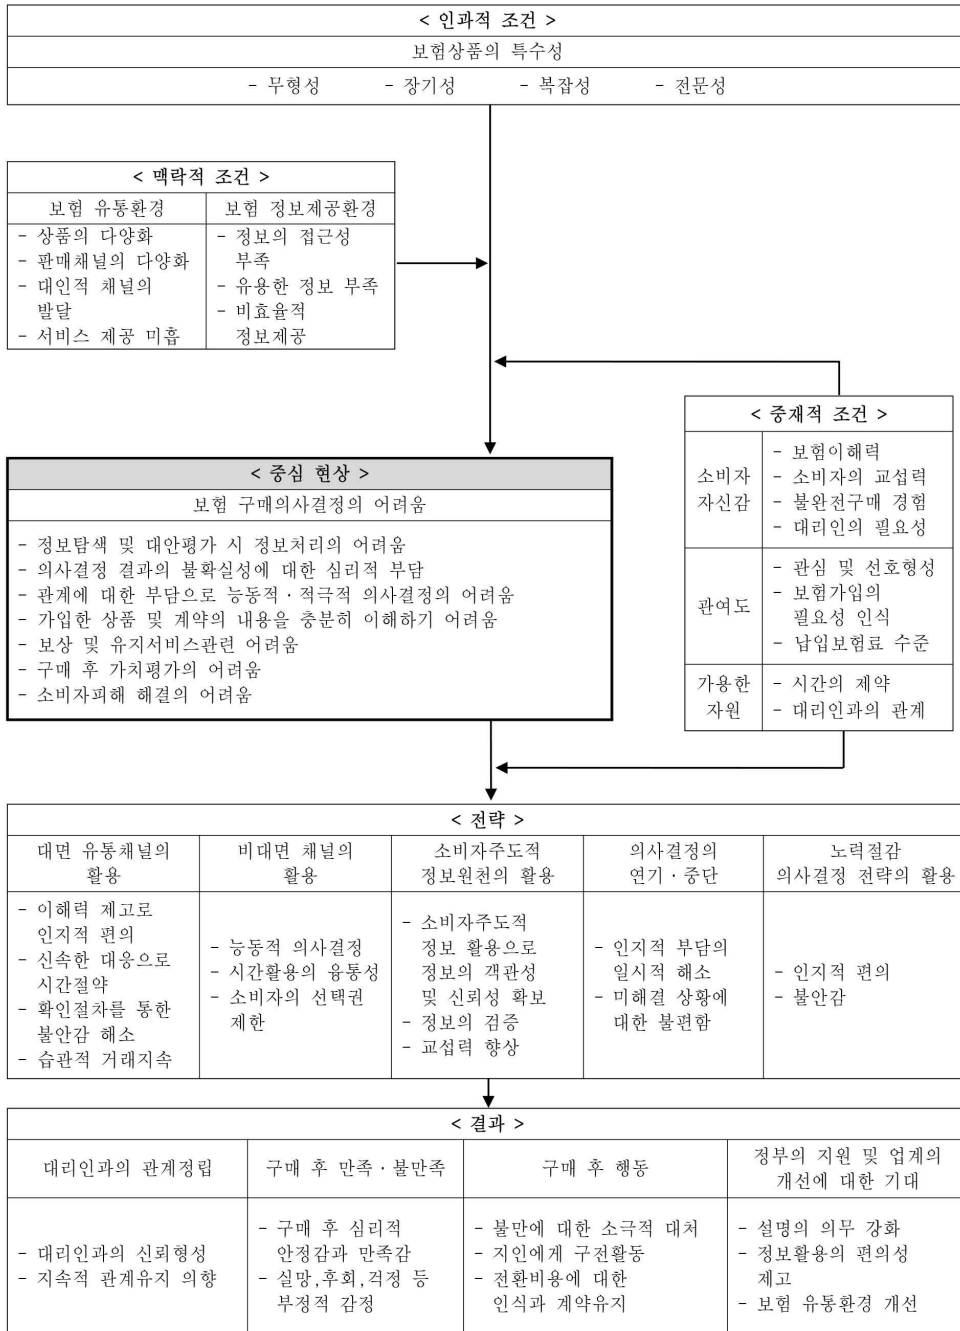 < 인과적 조건 >
보험상품의 특수성
- 무형성 - 장기성 - 복잡성 - 전문성
< 맥락적 조건 >
보험 유통환경
- 상품의 다양화
- 판매채널의 다양화
- 대인적 채널의
발달
- 서비스 제공 미흡
보험 정보제공환경
- 정보의 접근성
부족
- 유용한 정보 부족
- 비효율적
정보제공
< 중재적 조건 >
소비자
자신감
- 보험이해력
- 소비자의 교섭력
- 불완전구매 경험
- 대리인의 필요성
관여도
- 관심 및 선호형성
- 보험가입의
필요성 인식
- 납입보험료 수준
가용한
자원
- 시간의 제약
- 대리인과의 관계
< 중심 현상 >
보험 구매의사결정의 어려움
- 정보탐색 및 대안평가 시 정보처리의 어려움
- 의사결정 결과의 불확실성에 대한 심리적 부담
- 관계에 대한 부담으로 능동적·적극적 의사결정의 어려움
- 가입한 상품 및 계약의 내용을 충분히 이해하기 어려움
- 보상 및 유지서비스관련 어려움
- 구매 후 가치평가의 어려움
- 소비자피해 해결의 어려움
< 전략 >
대면 유통채널의
활용
- 이해력 제고로
인지적 편의
- 신속한 대응으로
시간절약
- 확인절차를 통한
불안감 해소
- 습관적 거래지속
비대면 채널의
활용
- 능동적 의사결정
- 시간활용의 융통성
- 소비자의 선택권
제한
소비자주도적
정보원천의 활용
- 소비자주도적
정보 활용으로
정보의 객관성
및 신뢰성 확보
- 정보의 검증
- 교섭력 향상
의사결정의
연기·중단
- 인지적 부담의
일시적 해소
- 미해결 상황에
대한 불편함
노력절감
의사결정 전략의 활용
- 인지적 편의
- 불안감
< 결과 >
대리인과의 관계정립
- 대리인과의 신뢰형성
- 지속적 관계유지 의향
구매 후 만족·불만족
- 구매 후 심리적
안정감과 만족감
- 실망,후회,걱정 등
부정적 감정
구매 후 행동
- 불만에 대한 소극적 대처
- 지인에게 구전활동
- 전환비용에 대한
인식과 계약유지
정부의 지원 및 업계의
개선에 대한 기대
- 설명의 의무 강화
- 정보활용의 편의성
제고
- 보험 유통환경 개선